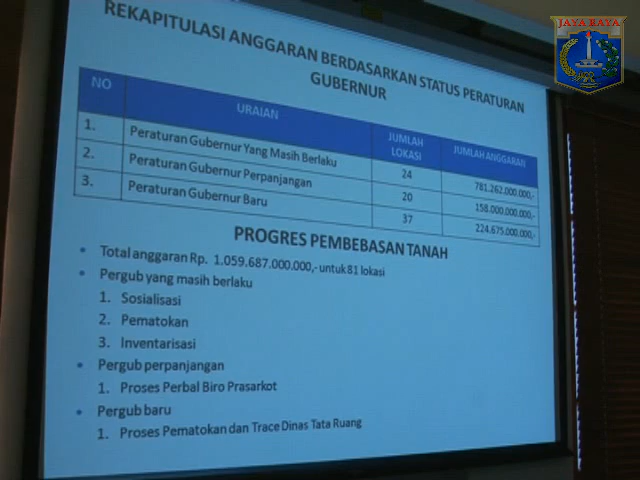 JAYA RAYA
REKAPITULASI ANGGARAN BERDASARKAN STATUS PERATURAN
GUBERNUR
NO URAIAN JUMLAH LOKASI JUMLAH ANGGARAN
1. Peraturan Gubernur Yang Masih Berlaku 24 781.262.000.000,-
2. Peraturan Gubernur Perpanjangan 20 158.000.000.000,-
3. Peraturan Gubernur Baru 37 224.675.000.000,-
PROGRES PEMBEBASAN TANAH
• Total anggaran Rp. 1.059.687.000.000,- untuk 81 lokasi
• Pergub yang masih berlaku
1. Sosialisasi
2. Pematokan
3. Inventarisasi
• Pergub perpanjangan
1. Proses Perbal Biro Prasarkot
• Pergub baru
1. Proses Pematokan dan Trace Dinas Tata Ruang